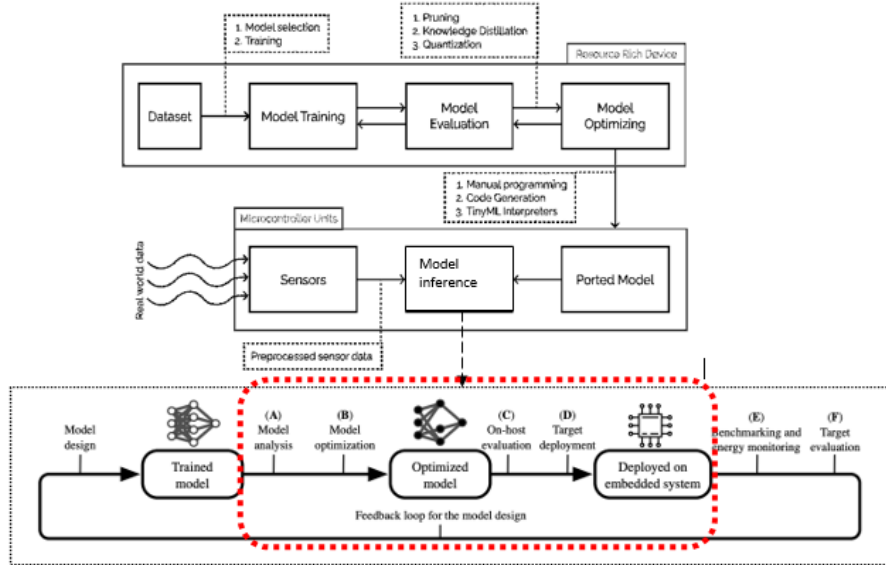 1. Model selection
2. Training
1. Pruning
2. Knowledge Distillation
3. Quantization
Resource Rich Device
Dataset
Model Training
Model
Evaluation
Model
Optimizing
1. Manual programming
2. Code Generation
3. TinyML Interpreters
Microcontroller Units
Real world data
Sensors
Model
inference
Ported Model
Preprocessed sensor data
Model
design
Trained
model
(A)
Model
analysis
(B)
Model
optimization
Optimized
model
(C)
On-host
evaluation
(D)
Target
deployment
Deployed on
embedded system
(E)
Benchmarking and
energy monitoring
(F)
Target
evaluation
Feedback loop for the model design